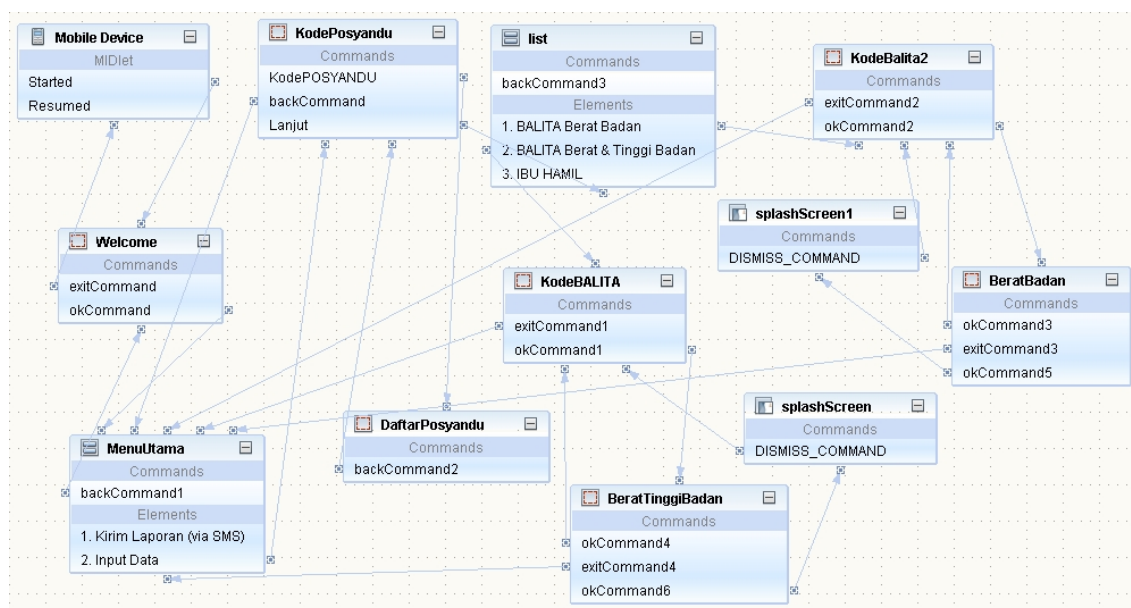 Mobile Device
MIDlet
Started
Resumed
KodePosyandu
Commands
KodePOSYANDU
backCommand
Lanjut
list
Commands
backCommand3
Elements
1. BALITA Berat Badan
2. BALITA Berat & Tinggi Badan
3. IBU HAMIL
KodeBalita2
Commands
exitCommand2
okCommand2
Welcome
Commands
exitCommand
okCommand
splashScreen1
Commands
DISMISS_COMMAND
KodeBALITA
Commands
exitCommand1
okCommand1
BeratBadan
Commands
okCommand3
exitCommand3
okCommand5
MenuUtama
Commands
backCommand1
Elements
1. Kirim Laporan (via SMS)
2. Input Data
DaftarPosyandu
Commands
backCommand2
splashScreen
Commands
DISMISS_COMMAND
BeratTinggiBadan
Commands
okCommand4
exitCommand4
okCommand6